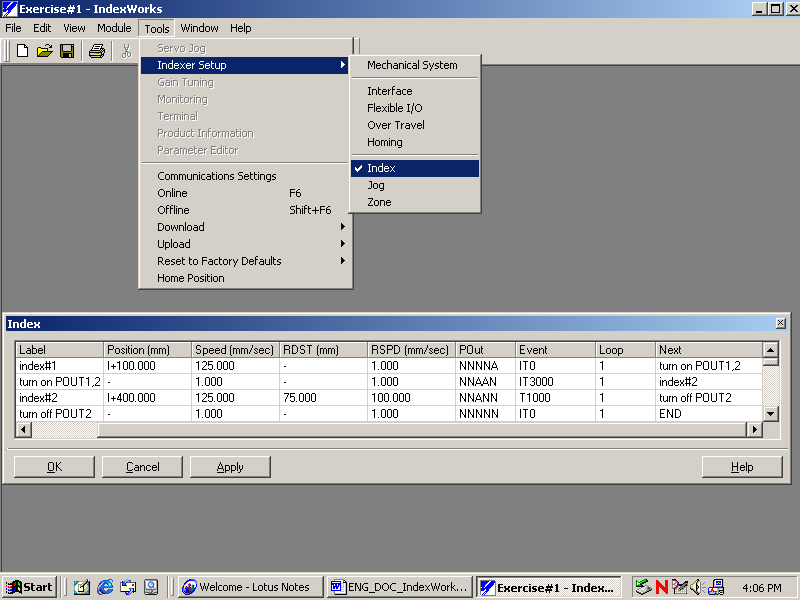 Exercise#1 - IndexWorks
File Edit View Module Tools Window Help
Servo Jog
Indexer Setup
Gain Tuning
Monitoring
Terminal
Product Information
Parameter Editor
Communications Settings
Online F6
Offline Shift+F6
Download
Upload
Reset to Factory Defaults
Home Position
Mechanical System
Interface
Flexible I/O
Over Travel
Homing
Index
Jog
Zone
Index
Label Position (mm) Speed (mm/sec) RDST (mm) RSPD (mm/sec) POut Event Loop Next
index#1 I+100.000 125.000 - 1.000 NNNNA IT0 1 turn on POUT1,2
turn on POUT1,2 - 1.000 - 1.000 NNAAN IT3000 1 index#2
index#2 I+400.000 125.000 75.000 100.000 NNANN T1000 1 turn off POUT2
turn off POUT2 - 1.000 - 1.000 NNNNN IT0 1 END
OK Cancel Apply Help
Start Welcome - Lotus Notes ENG_DOC_IndexWork... Exercise#1 - Index... N 4:06 PM